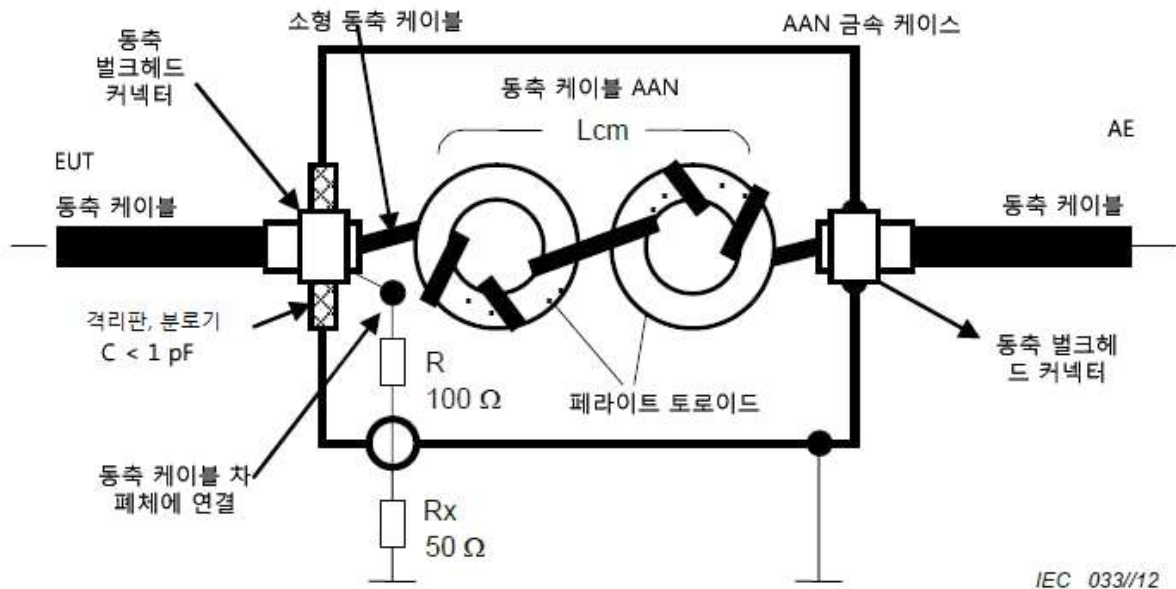 소형 동축 케이블
AAN 금속 케이스
동축
벌크헤드
커넥터
동축 케이블 AAN
Lcm
EUT
AE
동축 케이블
동축 케이블
격리판, 분로기
C < 1 pF
R
100 Ω
페라이트 토로이드
동축 벌크헤
드 커넥터
동축 케이블 차
폐체에 연결
Rx
50 Ω
IEC 033//12